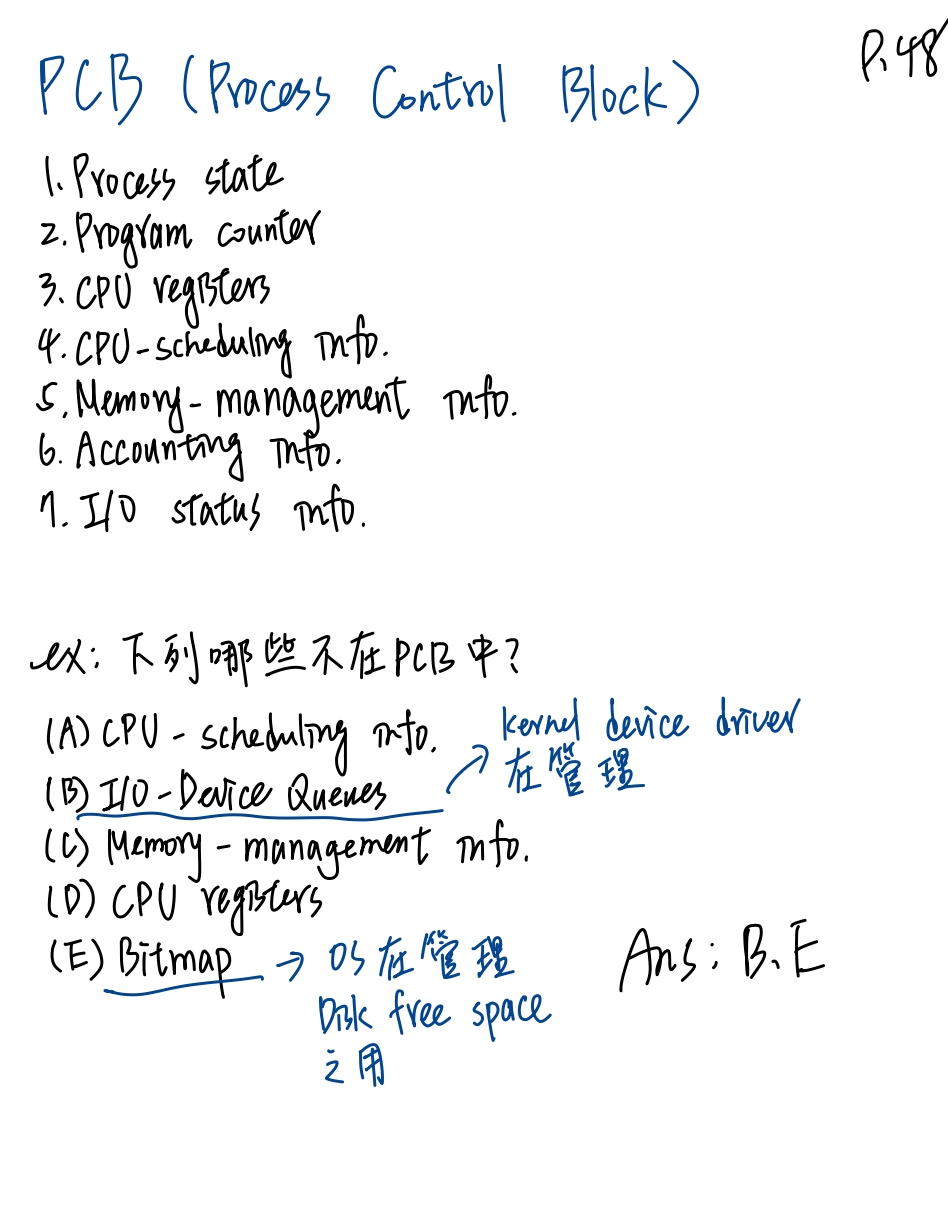 P.48
PCB (Process Control Block)
1. Process state
2. Program counter
3. CPU registers
4. CPU-scheduling info.
5. Memory-management info.
6. Accounting info.
7. I/O status info.
ex: 下列哪些不在PCB中?
(A) CPU - scheduling info.
(B) I/O-Device Queues → kernel device driver
在管理
(C) Memory - management info.
(D) CPU registers
(E) Bitmap → OS在管理
Disk free space
之用
Ans: B、E